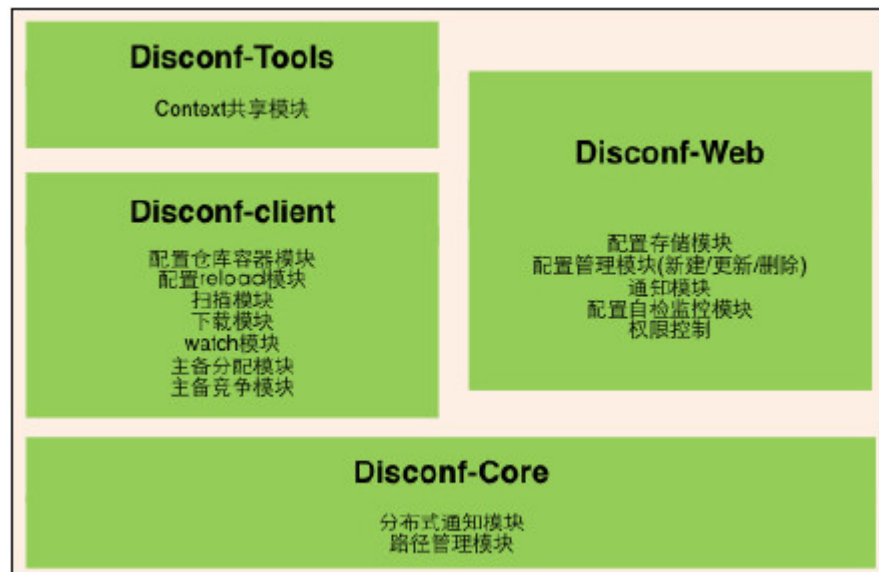 Disconf-Tools
Context共享模块
Disconf-client
配置仓库容器模块
配置reload模块
扫描模块
下载模块
watch模块
主备分配模块
主备竞争模块
Disconf-Web
配置存储模块
配置管理模块(新建/更新/删除)
通知模块
配置自检监控模块
权限控制
Disconf-Core
分布式通知模块
路径管理模块